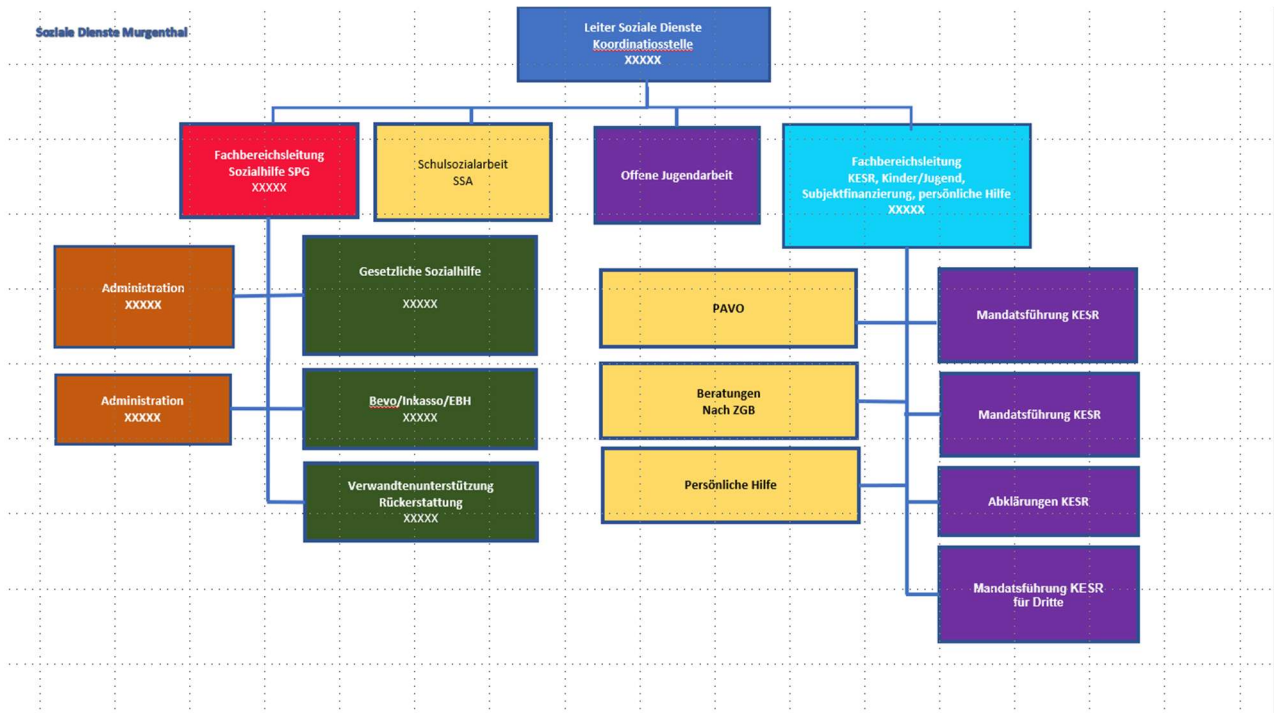 Soziale Dienste Murgenthal
Leiter Soziale Dienste
Koordinatiosstelle
XXXXX
Fachbereichsleitung
Sozialhilfe SPG
XXXXX
Schulsozialarbeit
SSA
Offene Jugendarbeit
Fachbereichsleitung
KESR, Kinder/Jugend,
Subjektfinanzierung, persönliche Hilfe
XXXXX
Administration
XXXXX
Gesetzliche Sozialhilfe
XXXXX
PAVO
Mandatsführung KESR
Administration
XXXXX
Bevo/Inkasso/EBH
XXXXX
Beratungen
Nach ZGB
Mandatsführung KESR
Verwandtenunterstützung
Rückerstattung
XXXXX
Persönliche Hilfe
Abklärungen KESR
Mandatsführung KESR
für Dritte